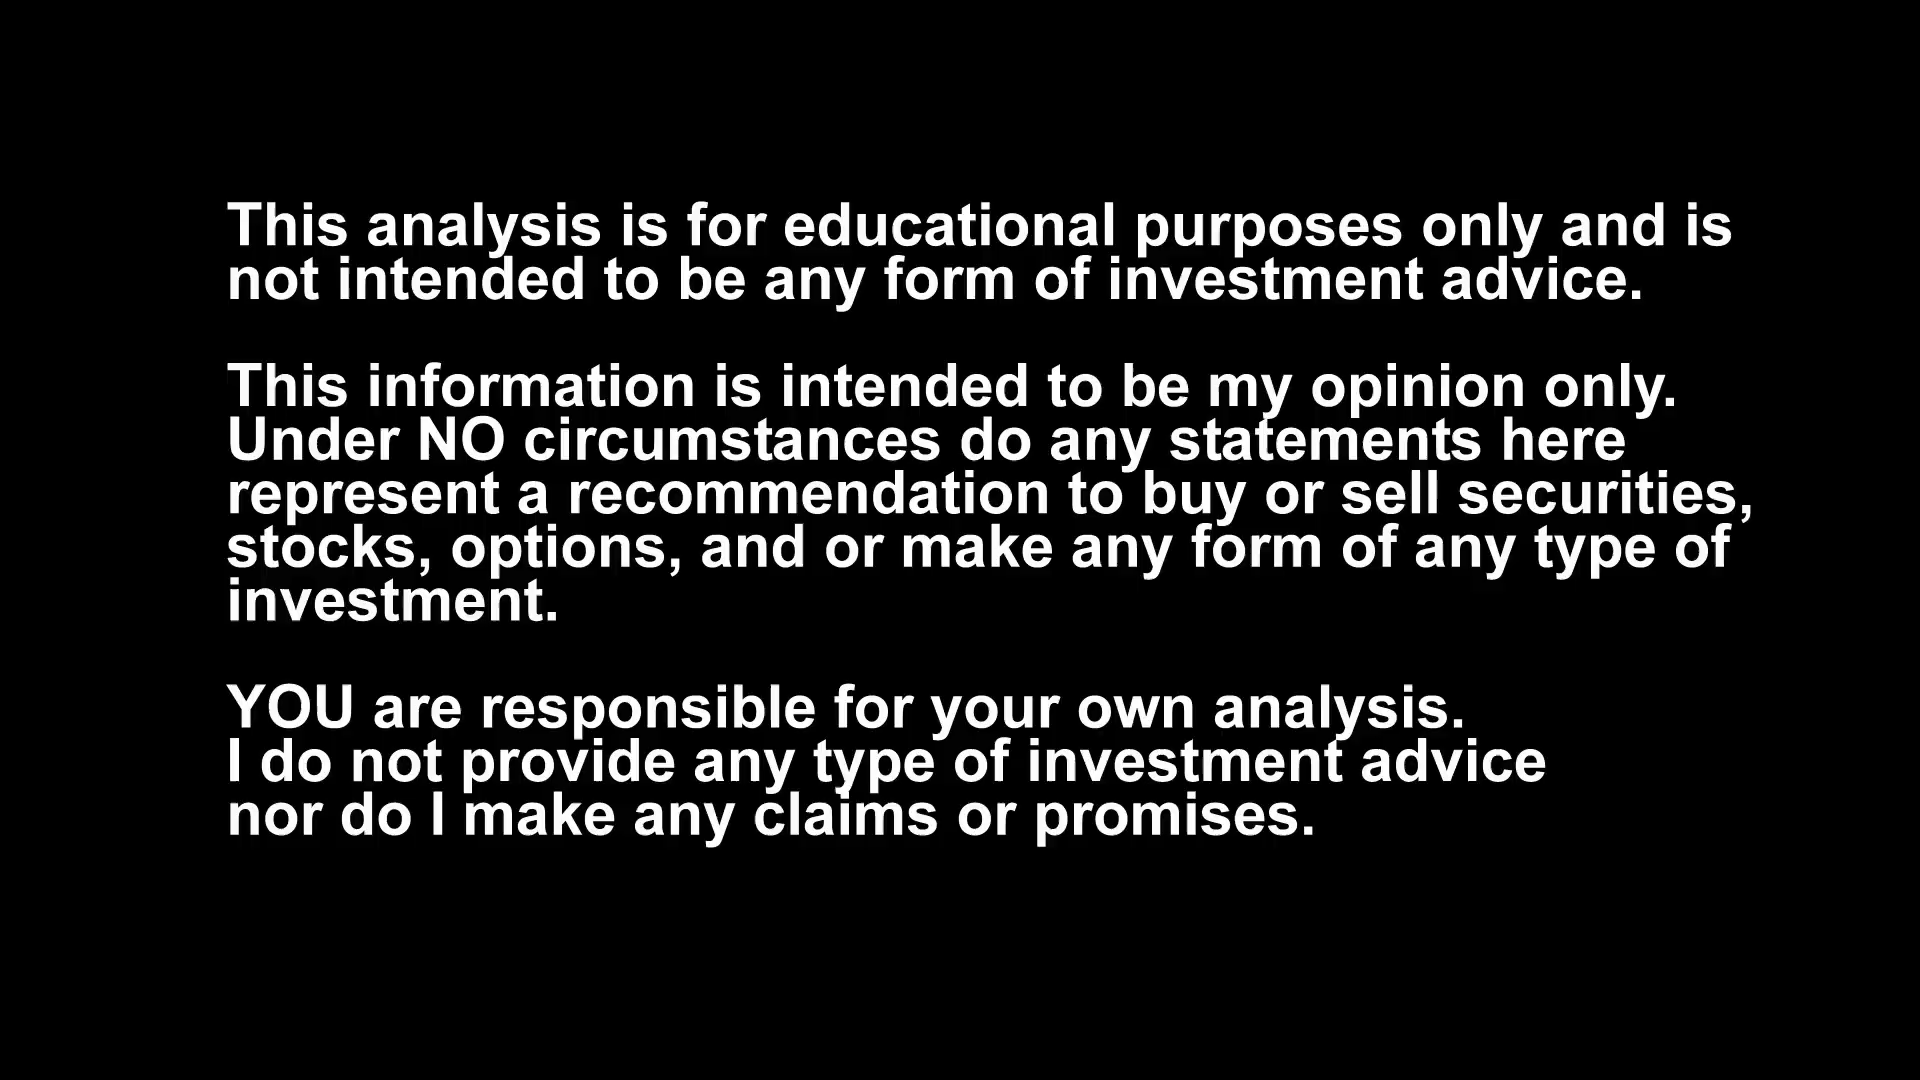 This analysis is for educational purposes only and is
not intended to be any form of investment advice.
This information is intended to be my opinion only.
Under NO circumstances do any statements here
represent a recommendation to buy or sell securities,
stocks, options, and or make any form of any type of
investment.
YOU are responsible for your own analysis.
I do not provide any type of investment advice
nor do I make any claims or promises.